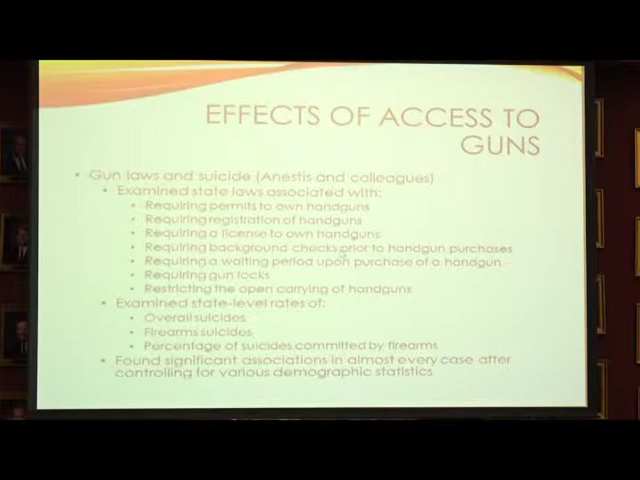 EFFECTS OF ACCESS TO
GUNS
• Gun laws and suicide (Anestis and colleagues)
• Examined state laws associated with:
• Requiring permits to own handguns
• Requiring registration of handguns
• Requiring a license to own handguns
• Requiring background checks prior to handgun purchases
• Requiring a waiting period upon purchase of a handgun
• Requiring gun locks
• Restricting the open carrying of handguns
• Examined state-level rates of:
• Overall suicides
• Firearms suicides
• Percentage of suicides committed by firearms
• Found significant associations in almost every case after
controlling for various demographic statistics